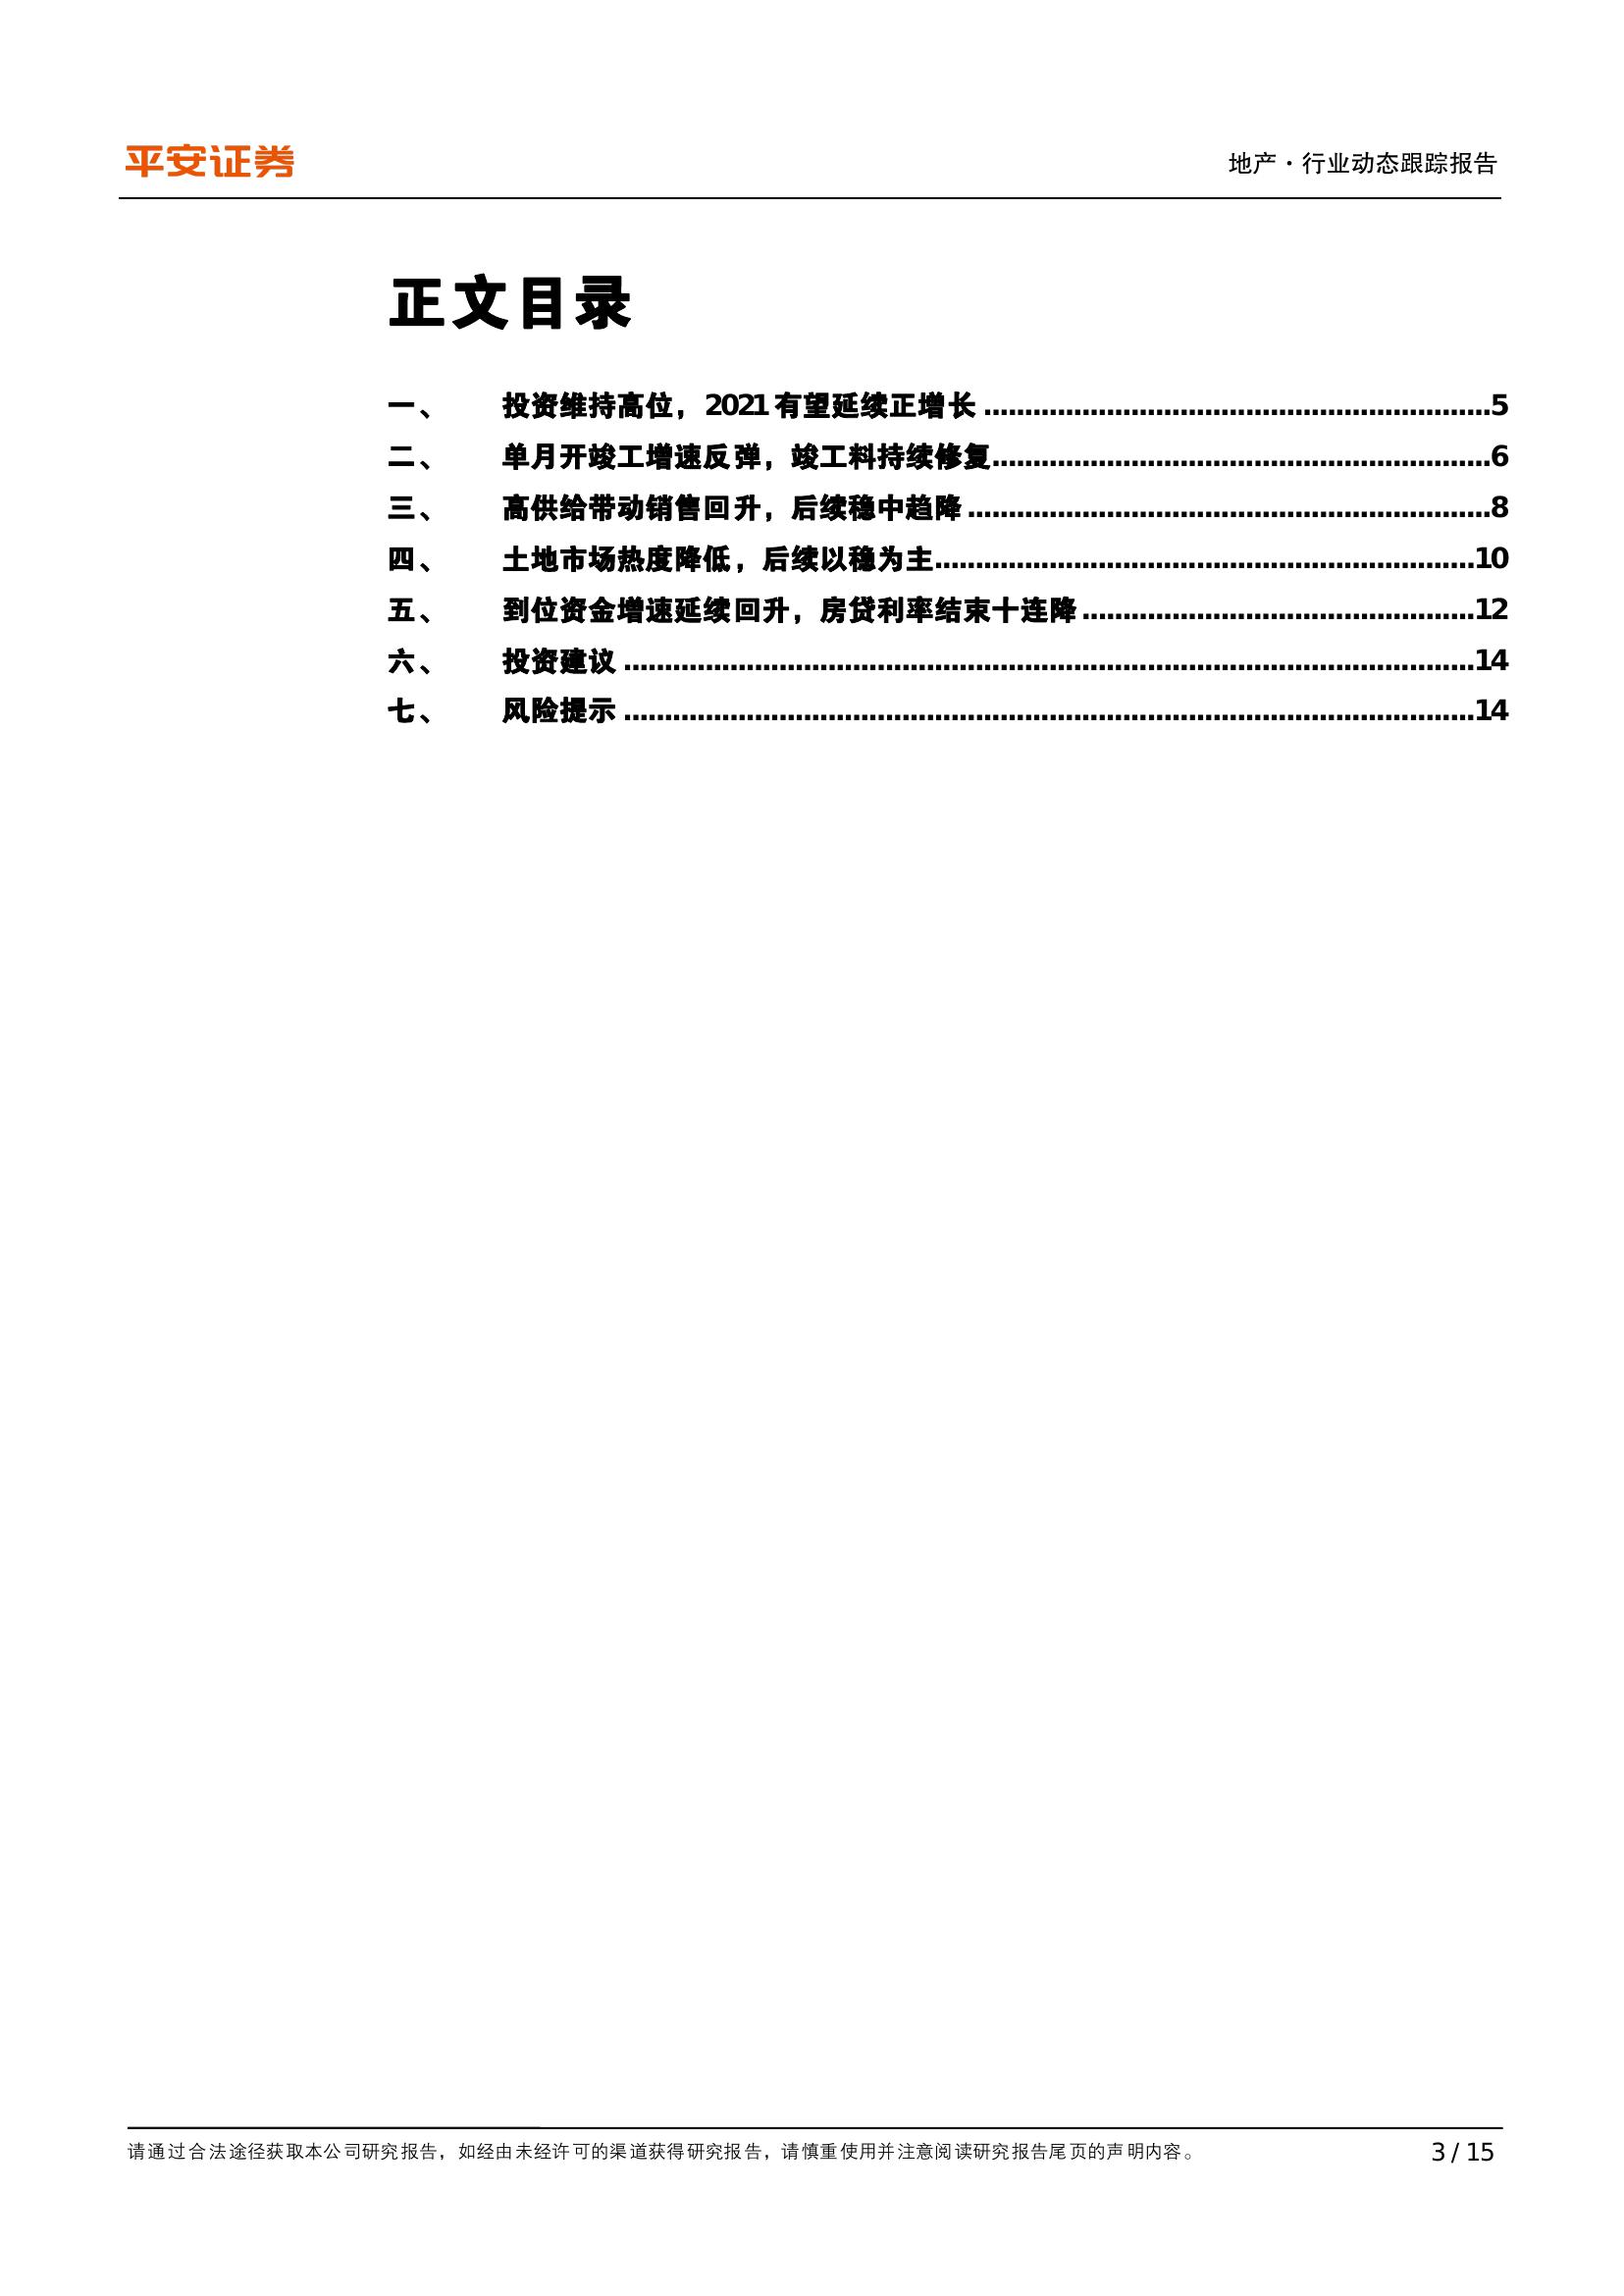 平安证券
地产·行业动态跟踪报告
正文目录
一、 投资维持高位，2021 有望延续正增长 ..............................................................5
二、 单月开竣工增速反弹，竣工料持续修复.............................................................6
三、 高供给带动销售回升，后续稳中趋降 ................................................................8
四、 土地市场热度降低，后续以稳为主..................................................................10
五、 到位资金增速延续回升，房贷利率结束十连降 ................................................12
六、 投资建议 ........................................................................................................14
七、 风险提示 ........................................................................................................14
请通过合法途径获取本公司研究报告，如经由未经许可的渠道获得研究报告，请慎重使用并注意阅读研究报告尾页的声明内容。
3 / 15